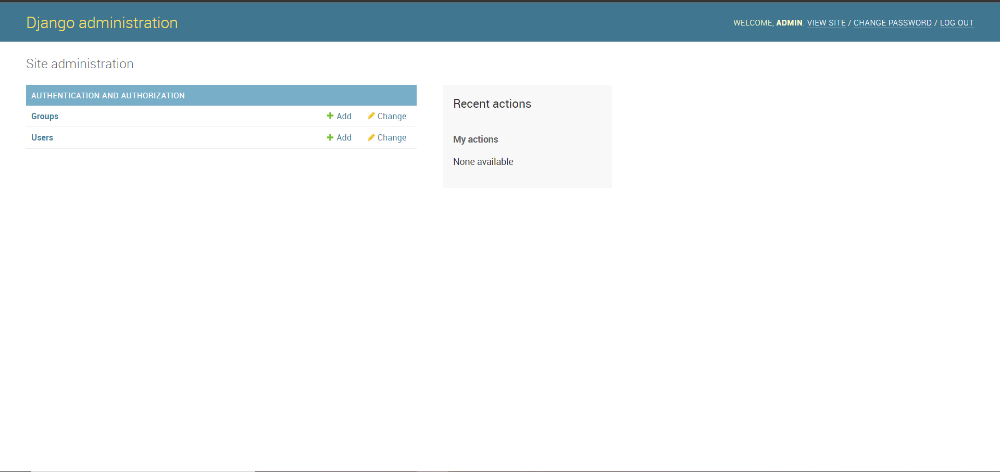 Django administration
WELCOME, ADMIN. VIEW SITE / CHANGE PASSWORD / LOG OUT
Site administration
AUTHENTICATION AND AUTHORIZATION
Groups Add Change
Users Add Change
Recent actions
My actions
None available